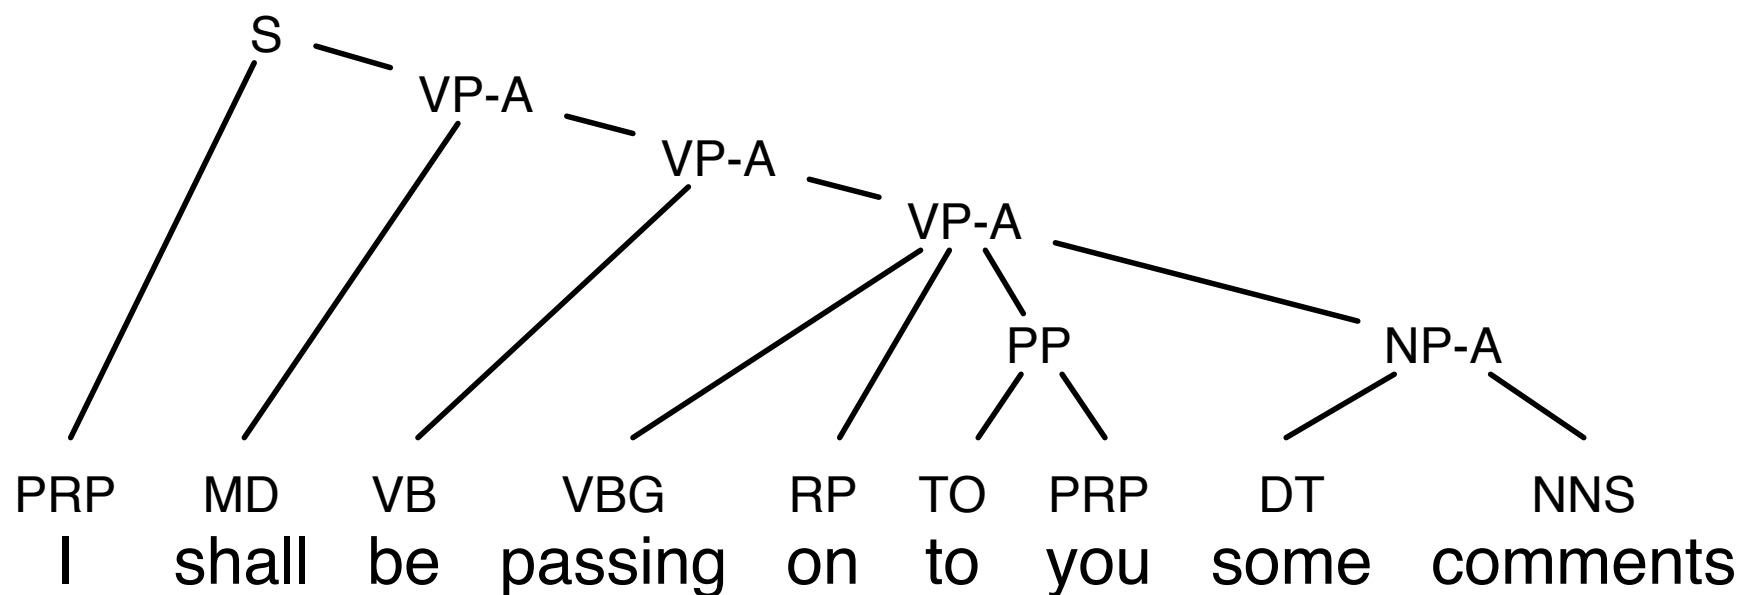 S
VP-A
VP-A
VP-A
PP NP-A
PRP MD VB VBG RP TO PRP DT NNS
I shall be passing on to you some comments